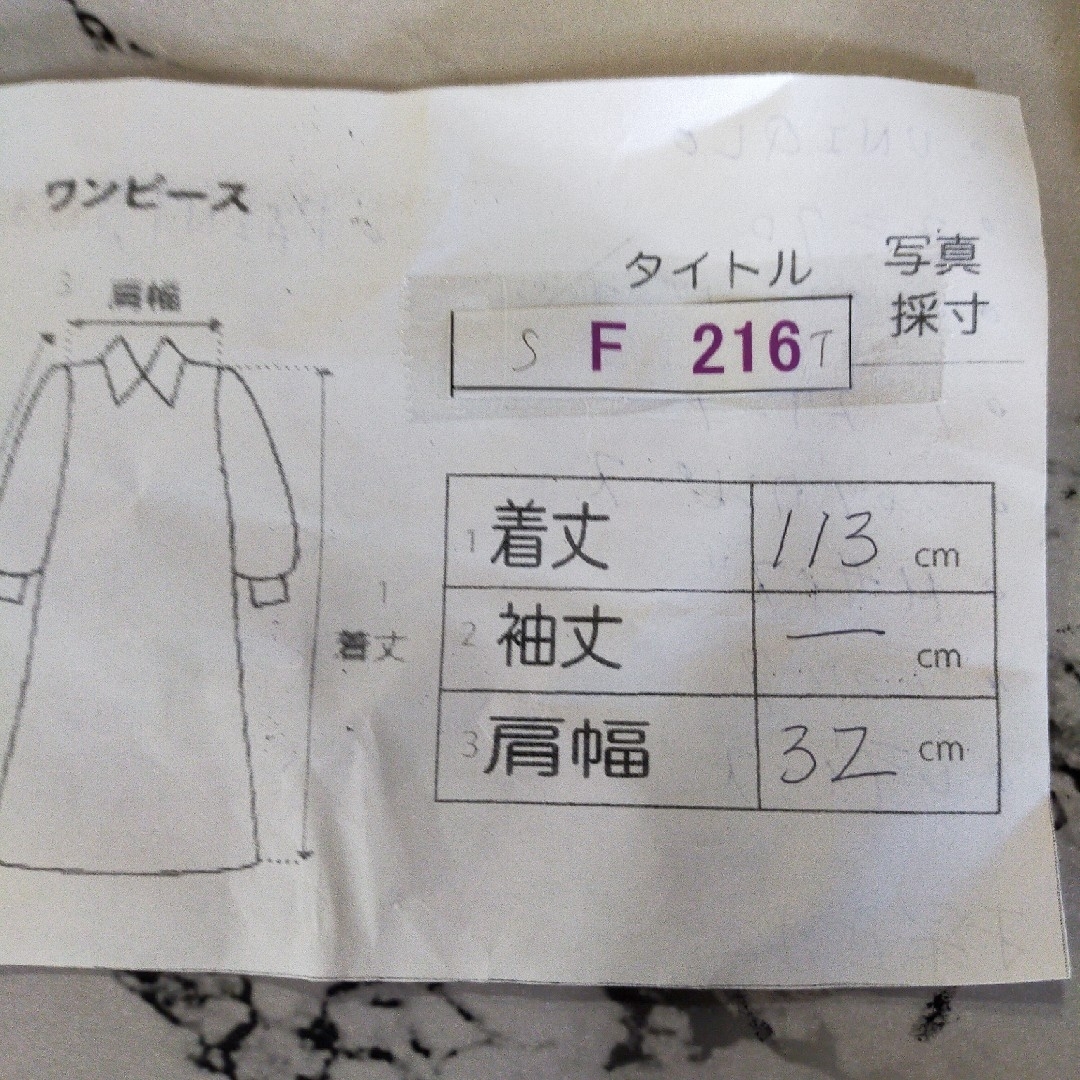 ワンピース
3
肩幅
タイトル
写真
採寸
S F 216 T
1
着丈
1 着丈 113 cm
2 袖丈 — cm
3 肩幅 32 cm